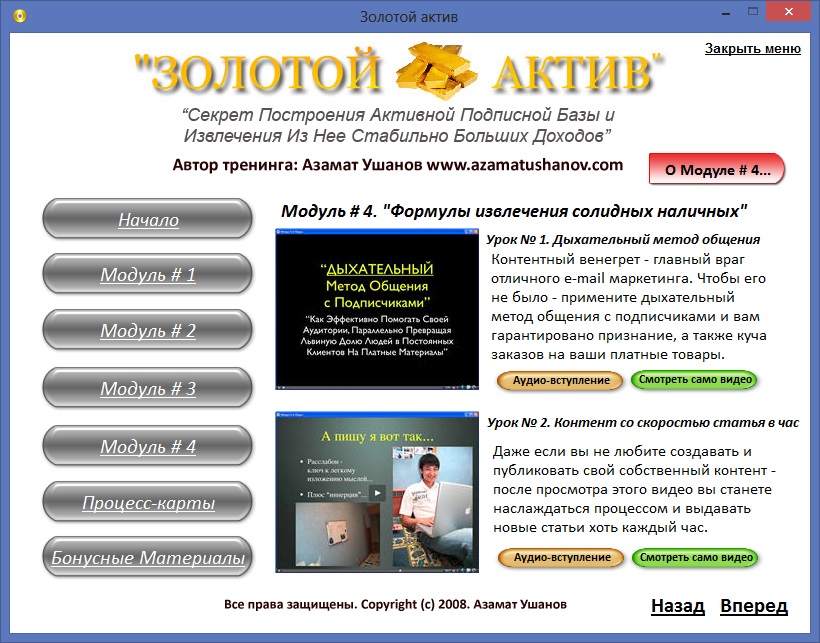 Золотой актив
Закрыть меню
"ЗОЛОТОЙ АКТИВ"
“Секрет Построения Активной Подписной Базы и
Извлечения Из Нее Стабильно Больших Доходов”
Автор тренинга: Азамат Ушанов www.azamatushanov.com
О Модуле # 4...
Начало
Модуль # 1
Модуль # 2
Модуль # 3
Модуль # 4
Процесс-карты
Бонусные Материалы
Модуль # 4. "Формулы извлечения солидных наличных"
“ДЫХАТЕЛЬНЫЙ
Метод Общения
с Подписчиками”
“Как Эффективно Помогать Своей
Аудитории, Параллельно Превращая
Львиную Долю Людей в Постоянных
Клиентов На Платные Материалы”
Урок № 1. Дыхательный метод общения
Контентный венегрет - главный враг
отличного e-mail маркетинга. Чтобы его
не было - примените дыхательный
метод общения с подписчиками и вам
гарантировано признание, а также куча
заказов на ваши платные товары.
Аудио-вступление
Смотреть само видео
А пишу я вот так...
• Расслабон -
ключ к легкому
изложению мыслей...
• Плюс "инерция"...
Урок № 2. Контент со скоростью статья в час
Даже если вы не любите создавать и
публиковать свой собственный контент -
после просмотра этого видео вы станете
наслаждаться процессом и выдавать
новые статьи хоть каждый час.
Аудио-вступление
Смотреть само видео
Все права защищены. Copyright (c) 2008. Азамат Ушанов
Назад
Вперед